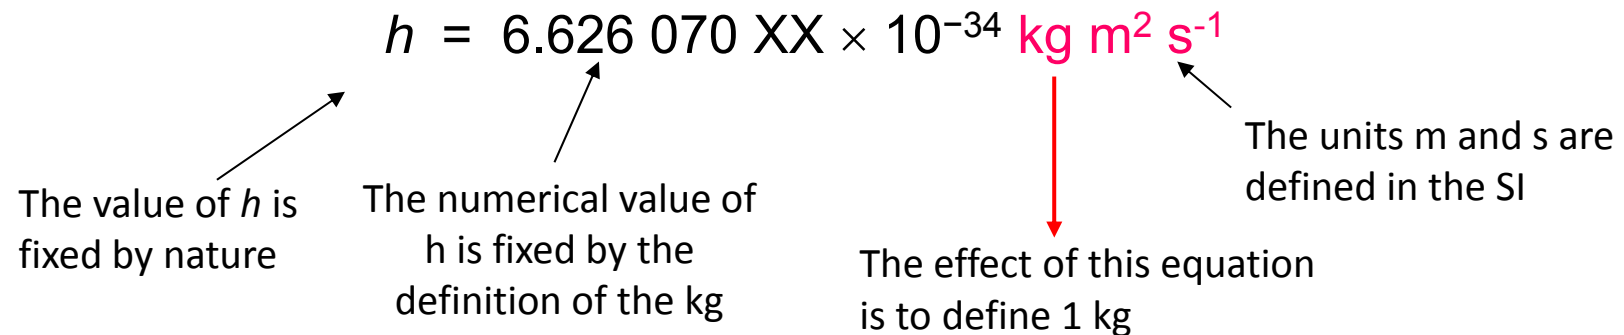 h = 6.626 070 XX × 10⁻³⁴ kg m² s⁻¹
The value of h is
fixed by nature
The numerical value of
h is fixed by the
definition of the kg
The effect of this equation
is to define 1 kg
The units m and s are
defined in the SI